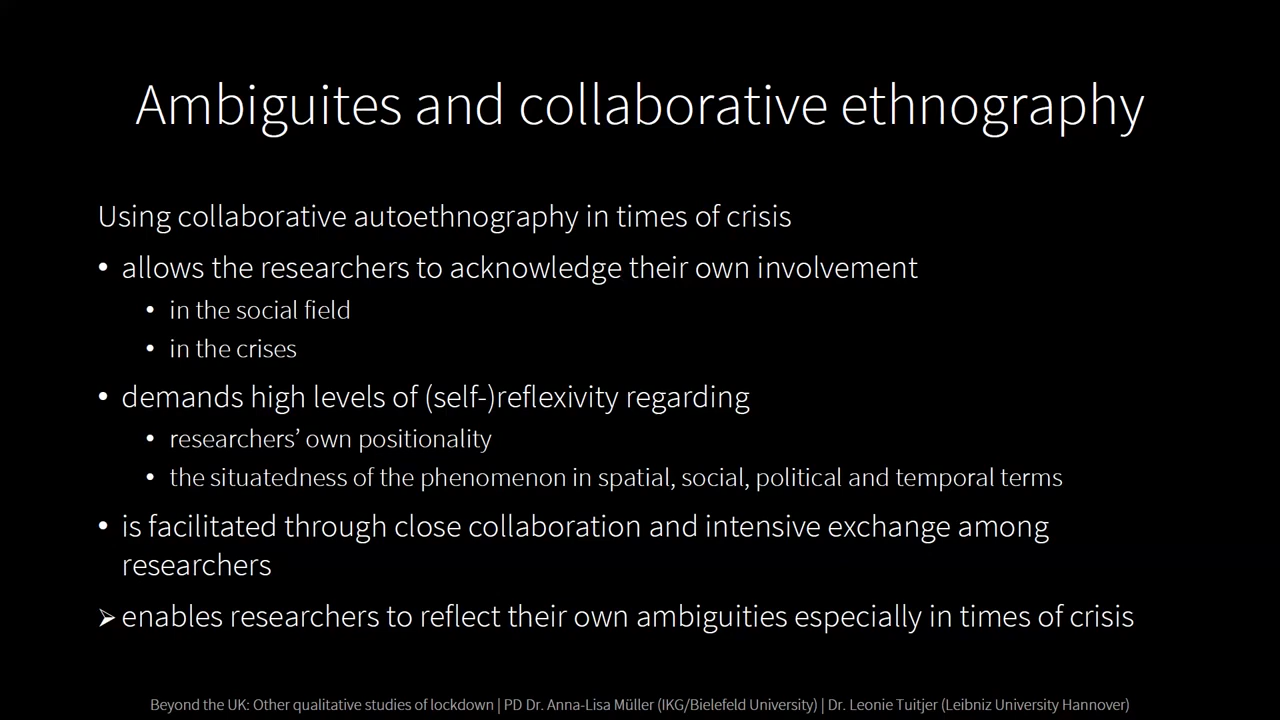 Ambiguites and collaborative ethnography
Using collaborative autoethnography in times of crisis
• allows the researchers to acknowledge their own involvement
• in the social field
• in the crises
• demands high levels of (self-)reflexivity regarding
• researchers’ own positionality
• the situatedness of the phenomenon in spatial, social, political and temporal terms
• is facilitated through close collaboration and intensive exchange among
researchers
➢ enables researchers to reflect their own ambiguities especially in times of crisis
Beyond the UK: Other qualitative studies of lockdown | PD Dr. Anna-Lisa Müller (IKG/Bielefeld University) | Dr. Leonie Tuitjer (Leibniz University Hannover)